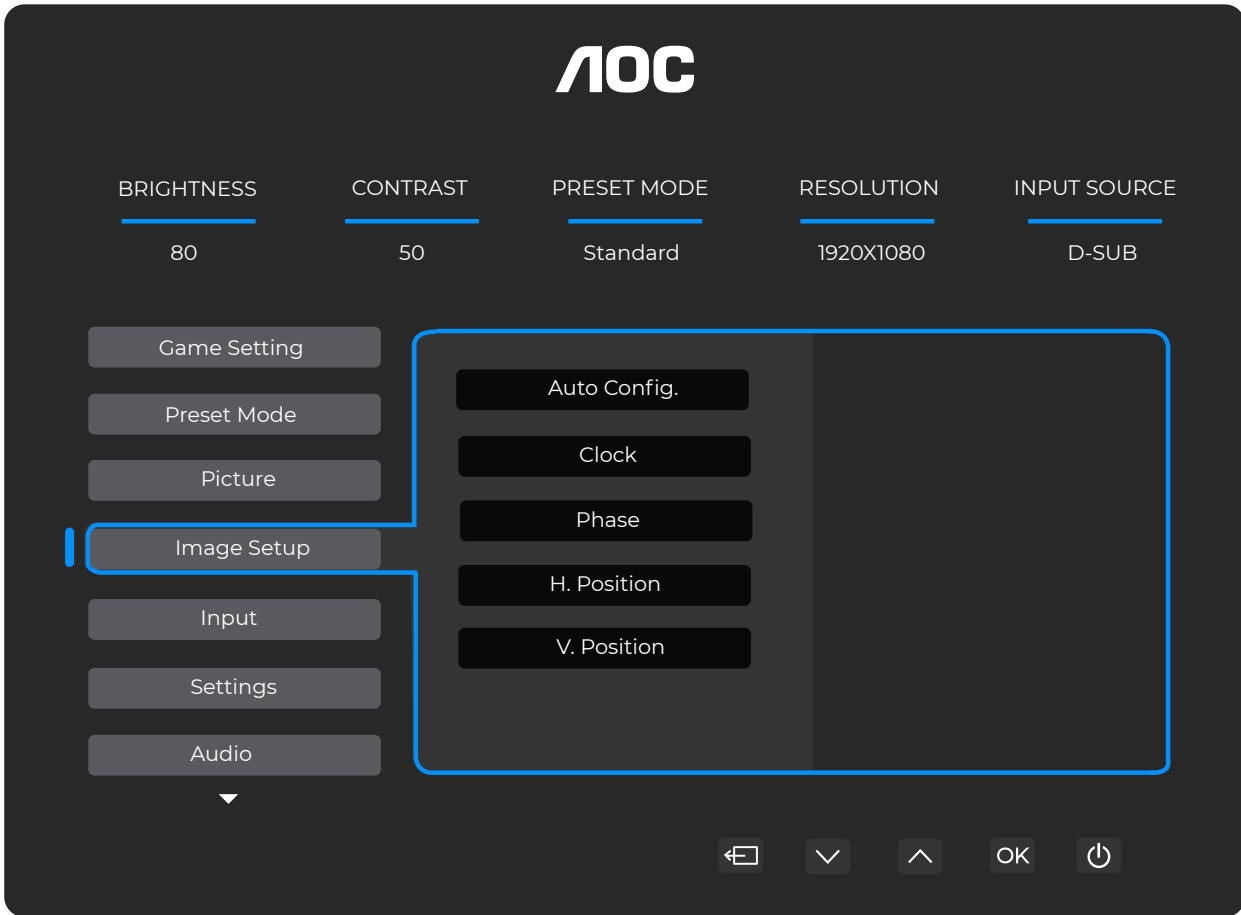 AOC
BRIGHTNESS CONTRAST PRESET MODE RESOLUTION INPUT SOURCE
80 50 Standard 1920X1080 D-SUB
Game Setting
Preset Mode
Picture
Image Setup
Input
Settings
Audio
Auto Config.
Clock
Phase
H. Position
V. Position
OK